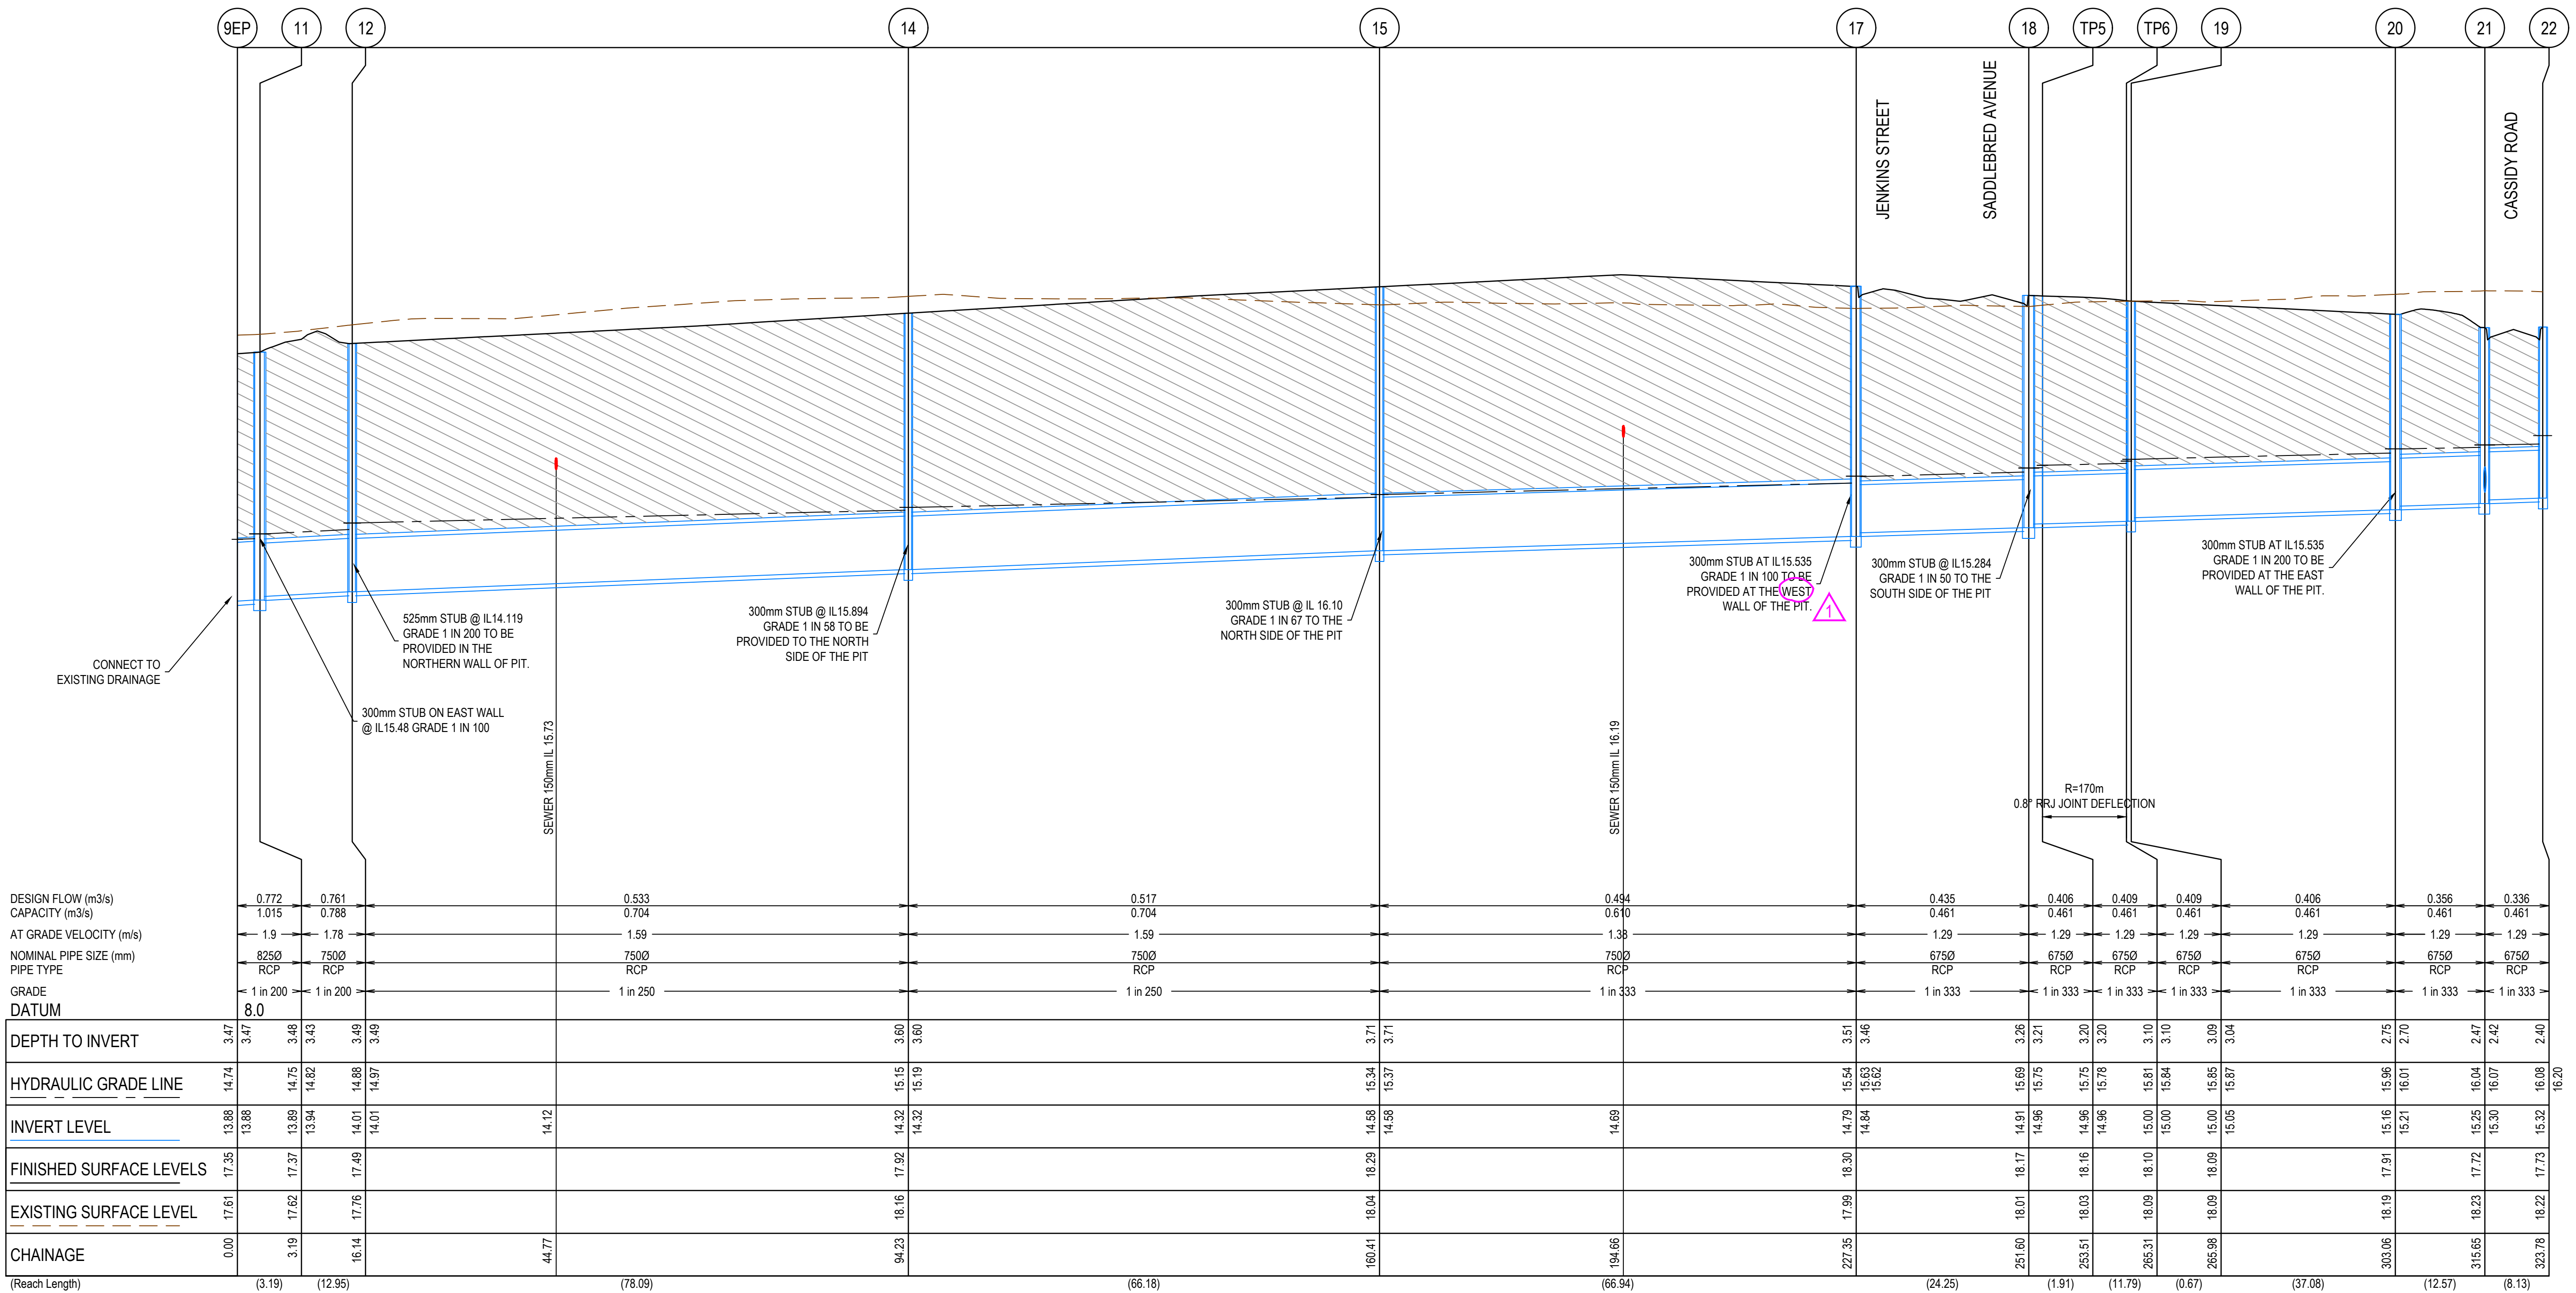 9EP 11 12 14 15 17 18 TP5 TP6 19 20 21 22
JENKINS STREET
SADDLEBRED AVENUE
CASSIDY ROAD
CONNECT TO
EXISTING DRAINAGE
525mm STUB @ IL14.119
GRADE 1 IN 200 TO BE
PROVIDED IN THE
NORTHERN WALL OF PIT.
300mm STUB ON EAST WALL
@ IL15.48 GRADE 1 IN 100
SEWER 150mm IL 15.73
300mm STUB @ IL15.894
GRADE 1 IN 58 TO BE
PROVIDED TO THE NORTH
SIDE OF THE PIT
300mm STUB @ IL 16.10
GRADE 1 IN 67 TO THE
NORTH SIDE OF THE PIT
SEWER 150mm IL 16.19
300mm STUB AT IL15.535
GRADE 1 IN 100 TO BE
PROVIDED AT THE WEST
WALL OF THE PIT.
1
300mm STUB @ IL15.284
GRADE 1 IN 50 TO THE
SOUTH SIDE OF THE PIT
300mm STUB AT IL15.535
GRADE 1 IN 200 TO BE
PROVIDED AT THE EAST
WALL OF THE PIT.
R=170m
0.8° RRJ JOINT DEFLECTION
DESIGN FLOW (m3/s) 0.772 0.761 0.533 0.517 0.494 0.435 0.406 0.409 0.409 0.406 0.356 0.336
CAPACITY (m3/s) 1.015 0.788 0.704 0.704 0.610 0.461 0.461 0.461 0.461 0.461 0.461 0.461
AT GRADE VELOCITY (m/s) 1.9 1.78 1.59 1.59 1.38 1.29 1.29 1.29 1.29 1.29 1.29 1.29
NOMINAL PIPE SIZE (mm) 825Ø 750Ø 750Ø 750Ø 750Ø 675Ø 675Ø 675Ø 675Ø 675Ø 675Ø 675Ø
PIPE TYPE RCP RCP RCP RCP RCP RCP RCP RCP RCP RCP RCP RCP
GRADE 1 in 200 1 in 200 1 in 250 1 in 250 1 in 333 1 in 333 1 in 333 1 in 333 1 in 333 1 in 333 1 in 333 1 in 333
DATUM 8.0
DEPTH TO INVERT 3.47 3.47 3.48 3.43 3.49 3.49 3.60 3.60 3.71 3.71 3.51 3.46 3.26 3.21 3.20 3.20 3.10 3.10 3.09 3.04 2.75 2.70 2.47 2.42 2.40
HYDRAULIC GRADE LINE 14.74 14.75 14.82 14.88 14.97 15.15 15.19 15.34 15.37 15.54 15.63 15.62 15.69 15.75 15.75 15.78 15.81 15.84 15.85 15.87 15.96 16.01 16.04 16.07 16.08 16.20
INVERT LEVEL 13.88 13.88 13.89 13.94 14.01 14.01 14.12 14.32 14.32 14.58 14.58 14.69 14.79 14.84 14.91 14.96 14.96 14.96 15.00 15.00 15.00 15.05 15.16 15.21 15.25 15.30 15.32
FINISHED SURFACE LEVELS 17.35 17.37 17.49 17.92 18.29 18.30 18.17 18.16 18.10 18.09 17.91 17.72 17.73
EXISTING SURFACE LEVEL 17.61 17.62 17.76 18.16 18.04 17.99 18.01 18.03 18.09 18.09 18.19 18.23 18.22
CHAINAGE 0.00 3.19 16.14 44.77 94.23 160.41 194.66 227.35 251.60 253.51 265.31 265.98 303.06 315.65 323.78
(Reach Length) (3.19) (12.95) (78.09) (66.18) (66.94) (24.25) (1.91) (11.79) (0.67) (37.08) (12.57) (8.13)